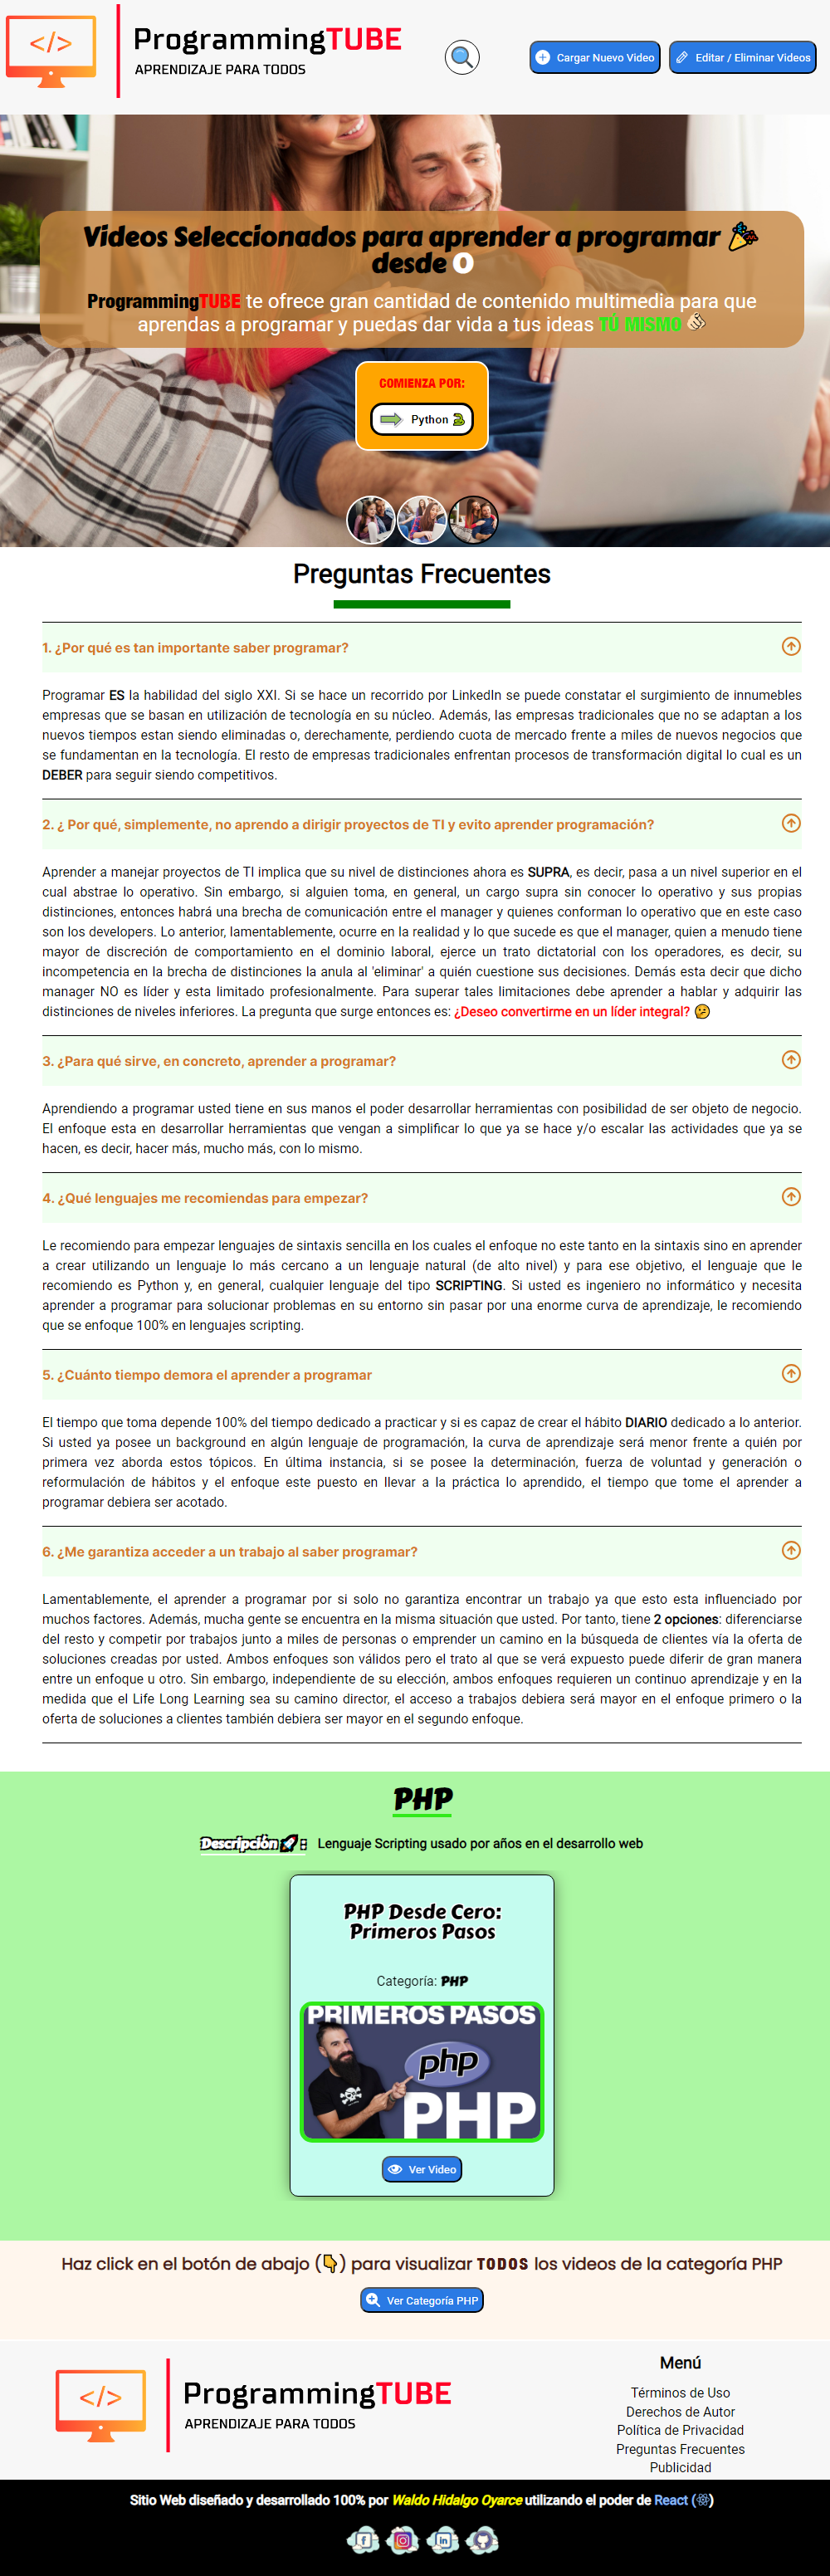 </>
ProgrammingTUBE
APRENDIZAJE PARA TODOS
Cargar Nuevo Video
Editar / Eliminar Videos
Videos Seleccionados para aprender a programar 🎉
desde 0
ProgrammingTUBE te ofrece gran cantidad de contenido multimedia para que
aprendas a programar y puedas dar vida a tus ideas TÚ MISMO 🫵
COMIENZA POR:
Python
Preguntas Frecuentes
1. ¿Por qué es tan importante saber programar?
Programar ES la habilidad del siglo XXI. Si se hace un recorrido por LinkedIn se puede constatar el surgimiento de innumebles
empresas que se basan en utilización de tecnología en su núcleo. Además, las empresas tradicionales que no se adaptan a los
nuevos tiempos estan siendo eliminadas o, derechamente, perdiendo cuota de mercado frente a miles de nuevos negocios que
se fundamentan en la tecnología. El resto de empresas tradicionales enfrentan procesos de transformación digital lo cual es un
DEBER para seguir siendo competitivos.
2. ¿ Por qué, simplemente, no aprendo a dirigir proyectos de TI y evito aprender programación?
Aprender a manejar proyectos de TI implica que su nivel de distinciones ahora es SUPRA, es decir, pasa a un nivel superior en el
cual abstrae lo operativo. Sin embargo, si alguien toma, en general, un cargo supra sin conocer lo operativo y sus propias
distinciones, entonces habrá una brecha de comunicación entre el manager y quienes conforman lo operativo que en este caso
son los developers. Lo anterior, lamentablemente, ocurre en la realidad y lo que sucede es que el manager, quien a menudo tiene
mayor de discreción de comportamiento en el dominio laboral, ejerce un trato dictatorial con los operadores, es decir, su
incompetencia en la brecha de distinciones la anula al 'eliminar' a quién cuestione sus decisiones. Demás esta decir que dicho
manager NO es líder y esta limitado profesionalmente. Para superar tales limitaciones debe aprender a hablar y adquirir las
distinciones de niveles inferiores. La pregunta que surge entonces es: ¿Deseo convertirme en un líder integral? 🤔
3. ¿Para qué sirve, en concreto, aprender a programar?
Aprendiendo a programar usted tiene en sus manos el poder desarrollar herramientas con posibilidad de ser objeto de negocio.
El enfoque esta en desarrollar herramientas que vengan a simplificar lo que ya se hace y/o escalar las actividades que ya se
hacen, es decir, hacer más, mucho más, con lo mismo.
4. ¿Qué lenguajes me recomiendas para empezar?
Le recomiendo para empezar lenguajes de sintaxis sencilla en los cuales el enfoque no este tanto en la sintaxis sino en aprender
a crear utilizando un lenguaje lo más cercano a un lenguaje natural (de alto nivel) y para ese objetivo, el lenguaje que le
recomiendo es Python y, en general, cualquier lenguaje del tipo SCRIPTING. Si usted es ingeniero no informático y necesita
aprender a programar para solucionar problemas en su entorno sin pasar por una enorme curva de aprendizaje, le recomiendo
que se enfoque 100% en lenguajes scripting.
5. ¿Cuánto tiempo demora el aprender a programar
El tiempo que toma depende 100% del tiempo dedicado a practicar y si es capaz de crear el hábito DIARIO dedicado a lo anterior.
Si usted ya posee un background en algún lenguaje de programación, la curva de aprendizaje será menor frente a quién por
primera vez aborda estos tópicos. En última instancia, si se posee la determinación, fuerza de voluntad y generación o
reformulación de hábitos y el enfoque este puesto en llevar a la práctica lo aprendido, el tiempo que tome el aprender a
programar debiera ser acotado.
6. ¿Me garantiza acceder a un trabajo al saber programar?
Lamentablemente, el aprender a programar por si solo no garantiza encontrar un trabajo ya que esto esta influenciado por
muchos factores. Además, mucha gente se encuentra en la misma situación que usted. Por tanto, tiene 2 opciones: diferenciarse
del resto y competir por trabajos junto a miles de personas o emprender un camino en la búsqueda de clientes vía la oferta de
soluciones creadas por usted. Ambos enfoques son válidos pero el trato al que se verá expuesto puede diferir de gran manera
entre un enfoque u otro. Sin embargo, independiente de su elección, ambos enfoques requieren un continuo aprendizaje y en la
medida que el Life Long Learning sea su camino director, el acceso a trabajos debiera será mayor en el enfoque primero o la
oferta de soluciones a clientes también debiera ser mayor en el segundo enfoque.
PHP
Descripción🚀: Lenguaje Scripting usado por años en el desarrollo web
PHP Desde Cero:
Primeros Pasos
Categoría: PHP
PRIMEROS PASOS
php
PHP
Ver Video
Haz click en el botón de abajo (👇) para visualizar TODOS los videos de la categoría PHP
Ver Categoría PHP
</>
ProgrammingTUBE
APRENDIZAJE PARA TODOS
Menú
Términos de Uso
Derechos de Autor
Política de Privacidad
Preguntas Frecuentes
Publicidad
Sitio Web diseñado y desarrollado 100% por Waldo Hidalgo Oyarce utilizando el poder de React (⚛)